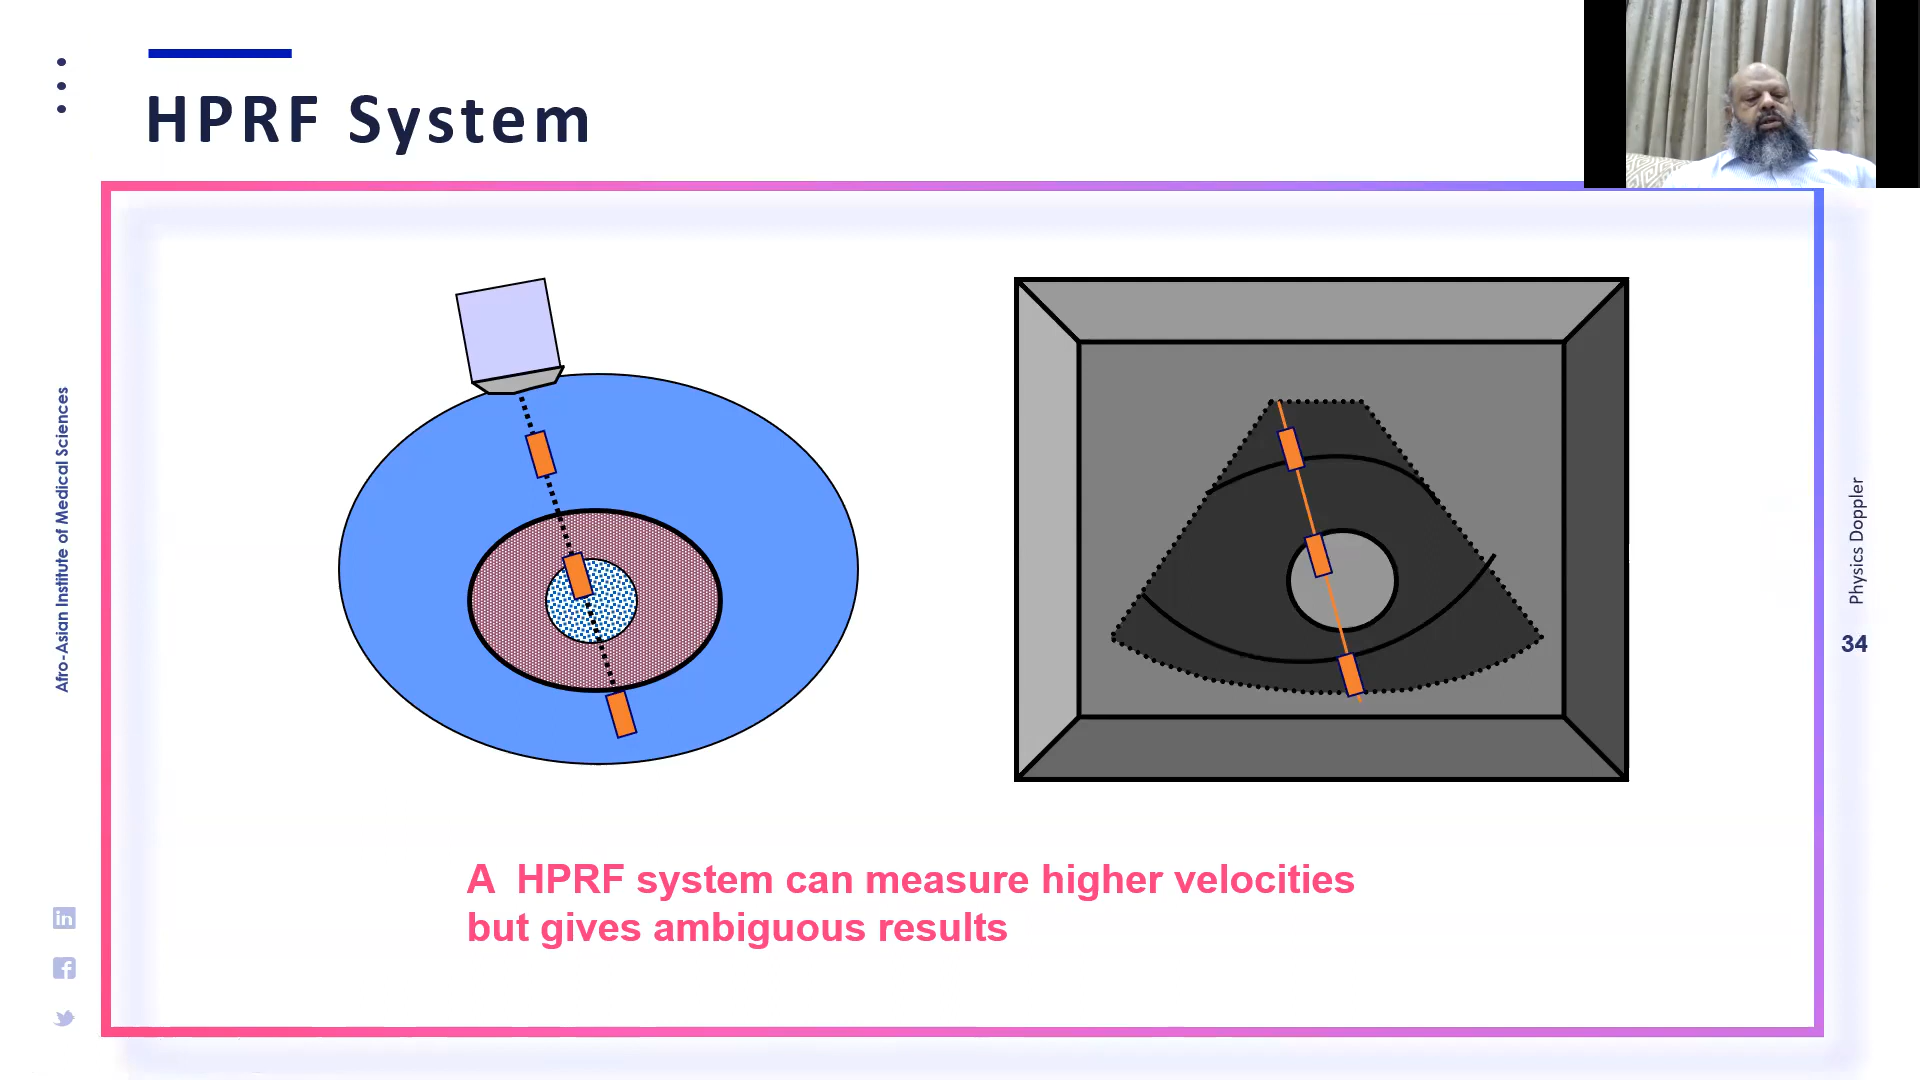 HPRF System
Afro-Asian Institute of Medical Sciences
A HPRF system can measure higher velocities
but gives ambiguous results
Physics Doppler
34
in
f